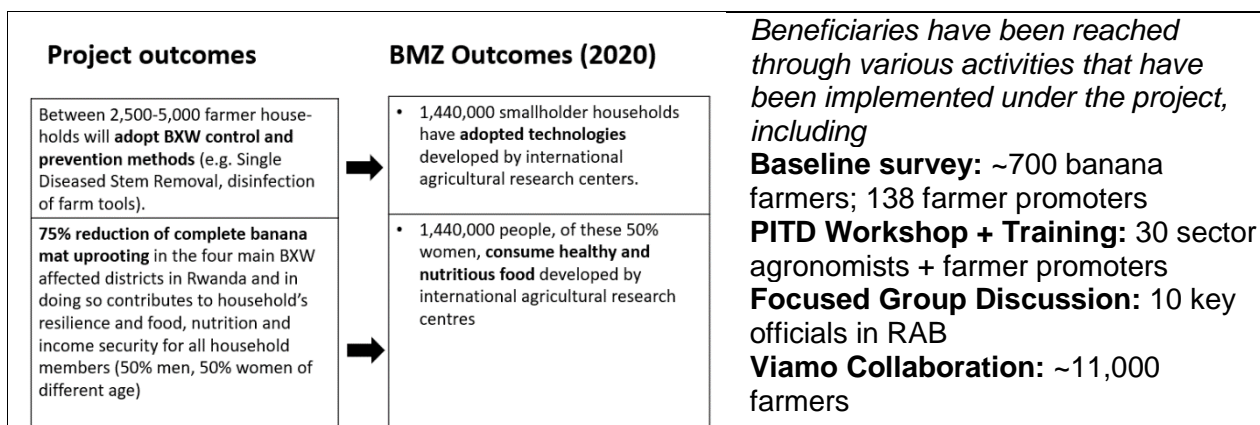 Project outcomes
Between 2,500-5,000 farmer house-
holds will adopt BXW control and
prevention methods (e.g. Single
Diseased Stem Removal, disinfection
of farm tools).
75% reduction of complete banana
mat uprooting in the four main BXW
affected districts in Rwanda and in
doing so contributes to household's
resilience and food, nutrition and
income security for all household
members (50% men, 50% women of
different age)
BMZ Outcomes (2020)
• 1,440,000 smallholder households
have adopted technologies
developed by international
agricultural research centers.
• 1,440,000 people, of these 50%
women, consume healthy and
nutritious food developed by
international agricultural research
centres
Beneficiaries have been reached
through various activities that have
been implemented under the project,
including
Baseline survey: ~700 banana
farmers; 138 farmer promoters
PITD Workshop + Training: 30 sector
agronomists + farmer promoters
Focused Group Discussion: 10 key
officials in RAB
Viamo Collaboration: ~11,000
farmers